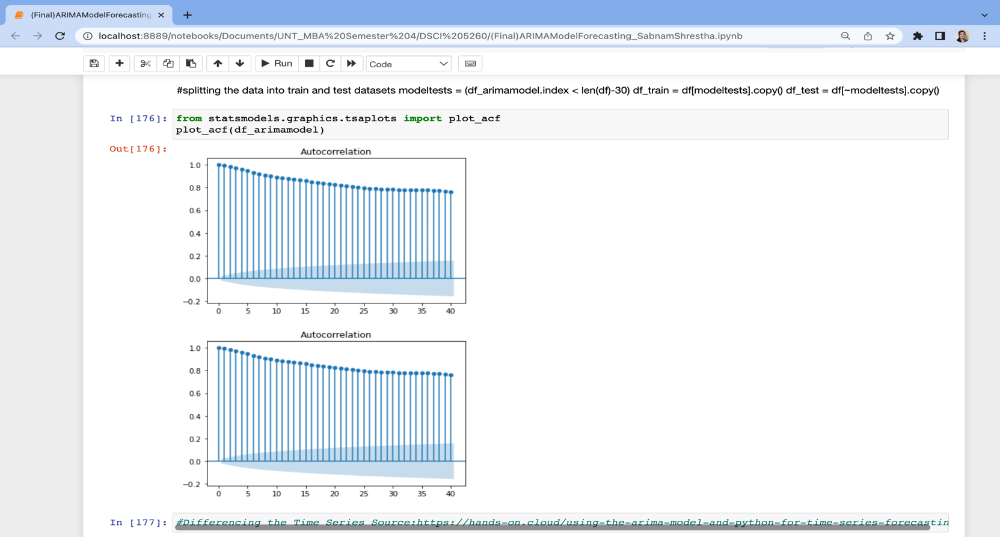 (Final)ARIMAModelForecasting
localhost:8889/notebooks/Documents/UNT_MBA%20Semester%204/DSCI%205260/(Final)ARIMAModelForecasting_SabnamShrestha.ipynb
Run
Code
#splitting the data into train and test datasets modeltests = (df_arimamodel.index < len(df)-30) df_train = df[modeltests].copy() df_test = df[~modeltests].copy()
In [176]:
from statsmodels.graphics.tsaplots import plot_acf
plot_acf(df_arimamodel)
Out[176]:
Autocorrelation
1.0
0.8
0.6
0.4
0.2
0.0
−0.2
0 5 10 15 20 25 30 35 40
Autocorrelation
1.0
0.8
0.6
0.4
0.2
0.0
−0.2
0 5 10 15 20 25 30 35 40
In [177]:
#Differencing the Time Series Source:https://hands-on.cloud/using-the-arima-model-and-python-for-time-series-forecastin